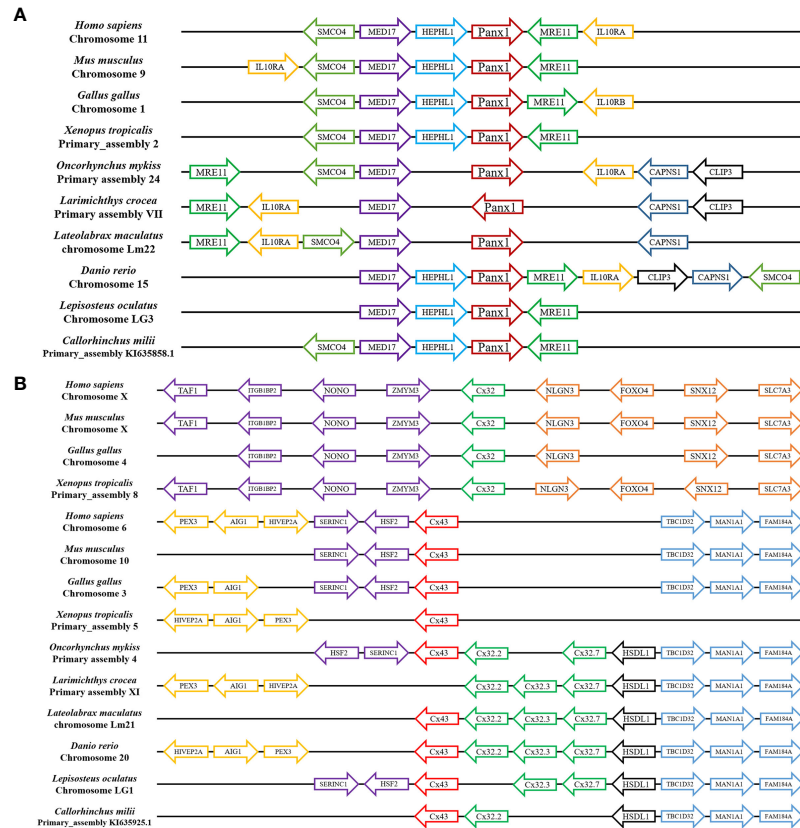 A
Homo sapiens
Chromosome 11
SMCO4 MED17 HEPHL1 Panx1 MRE11 IL10RA
Mus musculus
Chromosome 9
IL10RA SMCO4 MED17 HEPHL1 Panx1 MRE11
Gallus gallus
Chromosome 1
SMCO4 MED17 HEPHL1 Panx1 MRE11 IL10RB
Xenopus tropicalis
Primary_assembly 2
SMCO4 MED17 HEPHL1 Panx1 MRE11
Oncorhynchus mykiss
Primary assembly 24
MRE11 SMCO4 MED17 Panx1 IL10RA CAPNS1 CLIP3
Larimichthys crocea
Primary assembly VII
MRE11 IL10RA MED17 Panx1 CAPNS1 CLIP3
Lateolabrax maculatus
chromosome Lm22
MRE11 IL10RA SMCO4 MED17 Panx1 CAPNS1
Danio rerio
Chromosome 15
MED17 HEPHL1 Panx1 MRE11 IL10RA CLIP3 CAPNS1 SMCO4
Lepisosteus oculatus
Chromosome LG3
MED17 HEPHL1 Panx1 MRE11
Callorhinchus milii
Primary_assembly KI635858.1
SMCO4 MED17 HEPHL1 Panx1 MRE11
B
Homo sapiens
Chromosome X
TAF1 ITGB1BP2 NONO ZMYM3 Cx32 NLGN3 FOXO4 SNX12 SLC7A3
Mus musculus
Chromosome X
TAF1 ITGB1BP2 NONO ZMYM3 Cx32 NLGN3 FOXO4 SNX12 SLC7A3
Gallus gallus
Chromosome 4
ITGB1BP2 NONO ZMYM3 Cx32 NLGN3 SNX12 SLC7A3
Xenopus tropicalis
Primary_assembly 8
TAF1 ITGB1BP2 NONO ZMYM3 Cx32 NLGN3 FOXO4 SNX12 SLC7A3
Homo sapiens
Chromosome 6
PEX3 AIG1 HIVEP2A SERINC1 HSF2 Cx43 TBC1D32 MAN1A1 FAM184A
Mus musculus
Chromosome 10
SERINC1 HSF2 Cx43 TBC1D32 MAN1A1 FAM184A
Gallus gallus
Chromosome 3
PEX3 AIG1 SERINC1 HSF2 Cx43 TBC1D32 MAN1A1 FAM184A
Xenopus tropicalis
Primary_assembly 5
HIVEP2A AIG1 PEX3 Cx43
Oncorhynchus mykiss
Primary assembly 4
HSF2 SERINC1 Cx43 Cx32.2 Cx32.7 HSDL1 TBC1D32 MAN1A1 FAM184A
Larimichthys crocea
Primary assembly XI
PEX3 AIG1 HIVEP2A Cx32.2 Cx32.3 Cx32.7 HSDL1 TBC1D32 MAN1A1 FAM184A
Lateolabrax maculatus
chromosome Lm21
Cx43 Cx32.2 Cx32.3 Cx32.7 HSDL1 TBC1D32 MAN1A1 FAM184A
Danio rerio
Chromosome 20
HIVEP2A AIG1 PEX3 Cx43 Cx32.2 Cx32.3 Cx32.7 HSDL1 TBC1D32 MAN1A1 FAM184A
Lepisosteus oculatus
Chromosome LG1
SERINC1 HSF2 Cx43 Cx32.3 Cx32.7 HSDL1 TBC1D32 MAN1A1 FAM184A
Callorhinchus milii
Primary_assembly KI635925.1
Cx43 Cx32.2 HSDL1 TBC1D32 MAN1A1 FAM184A